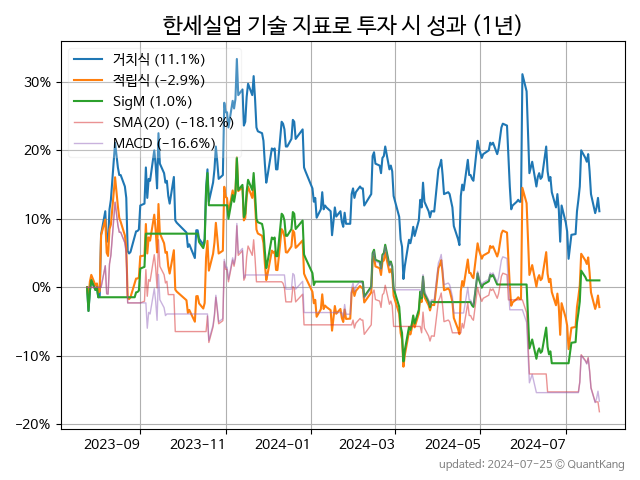 한세실업 기술 지표로 투자 시 성과 (1년)
거치식 (11.1%)
적립식 (−2.9%)
SigM (1.0%)
SMA(20) (−18.1%)
MACD (−16.6%)
30%
20%
10%
0%
−10%
−20%
2023-09 2023-11 2024-01 2024-03 2024-05 2024-07
updated: 2024-07-25 © QuantKang